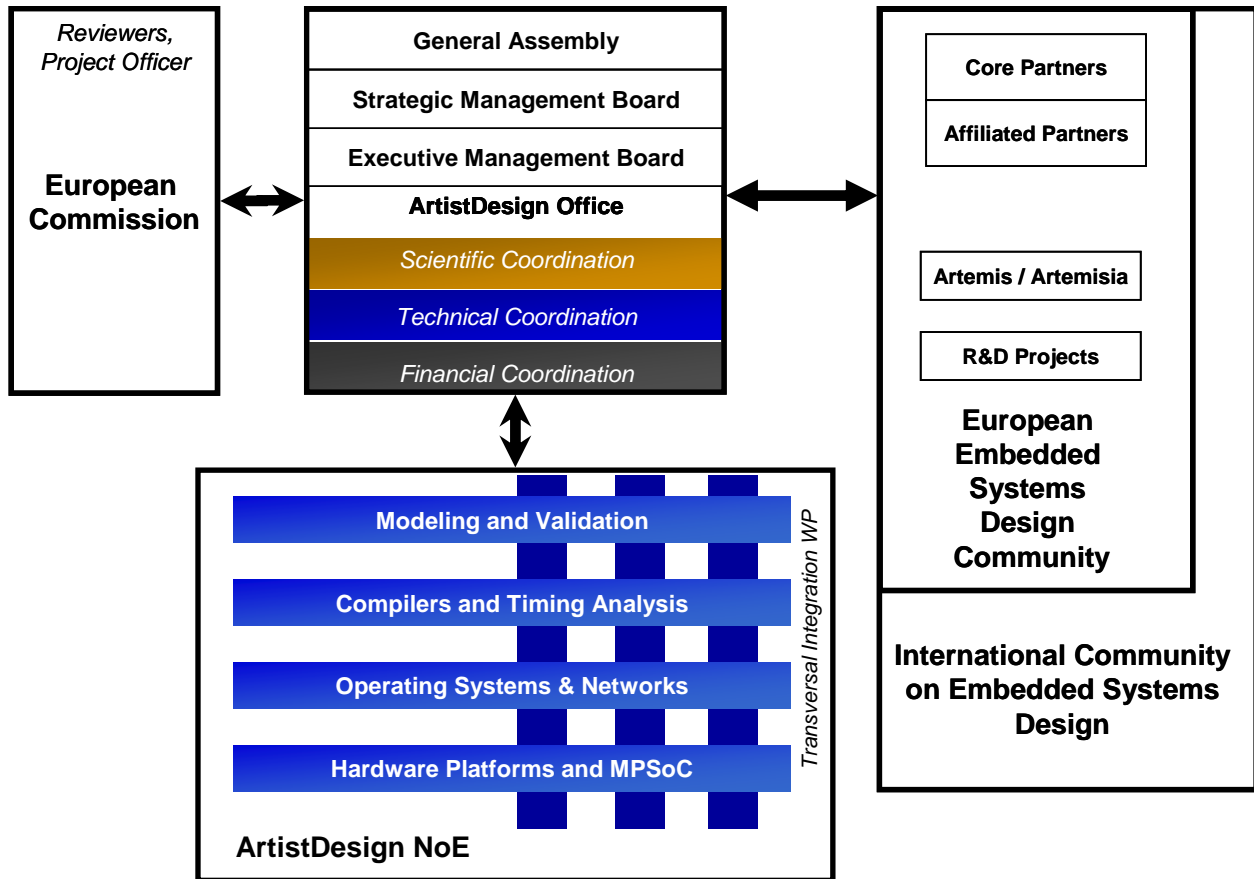 Reviewers,
Project Officer
European
Commission
General Assembly
Strategic Management Board
Executive Management Board
ArtistDesign Office
Scientific Coordination
Technical Coordination
Financial Coordination
Core Partners
Affiliated Partners
Artemis / Artemisia
R&D Projects
European
Embedded
Systems
Design
Community
International Community
on Embedded Systems
Design
Modeling and Validation
Compilers and Timing Analysis
Operating Systems & Networks
Hardware Platforms and MPSoC
Transversal Integration WP
ArtistDesign NoE